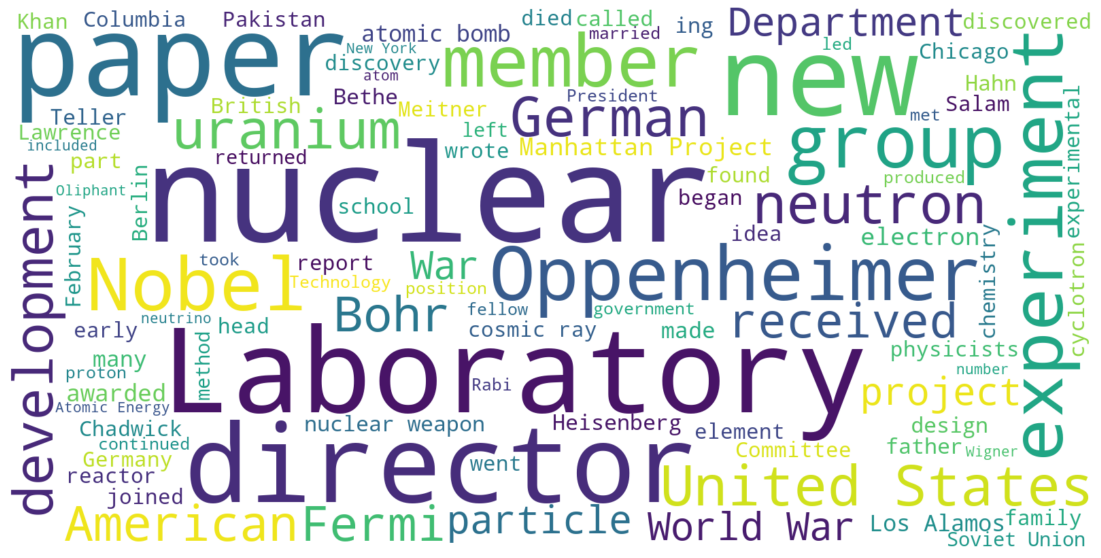 Khan
Columbia
Pakistan
died
called
ing
Department
discovered
paper
atomic bomb
married
member
new
led
Chicago
New York
discovery
atom
Hahn
Teller
British
Bethe
Meitner
President
German
Salam
met
experimental
Lawrence
uranium
left
group
included
part
returned
wrote
Manhattan Project
nuclear
found
produced
experiment
Oliphant
Berlin
school
began
neutron
development
February
idea
electron
chemistry
took
report
War
Oppenheimer
Nobel
Technology
position
cyclotron
neutrino
Bohr
fellow
government
received
early
head
cosmic ray
made
many
method
Laboratory
physicists
proton
Rabi
number
awarded
project
Atomic Energy
Chadwick
nuclear weapon
Heisenberg
element
design
continued
director
father
Germany
went
Committee
Wigner
reactor
joined
United States
American
Fermi
particle
World War
Los Alamos
family
Soviet Union